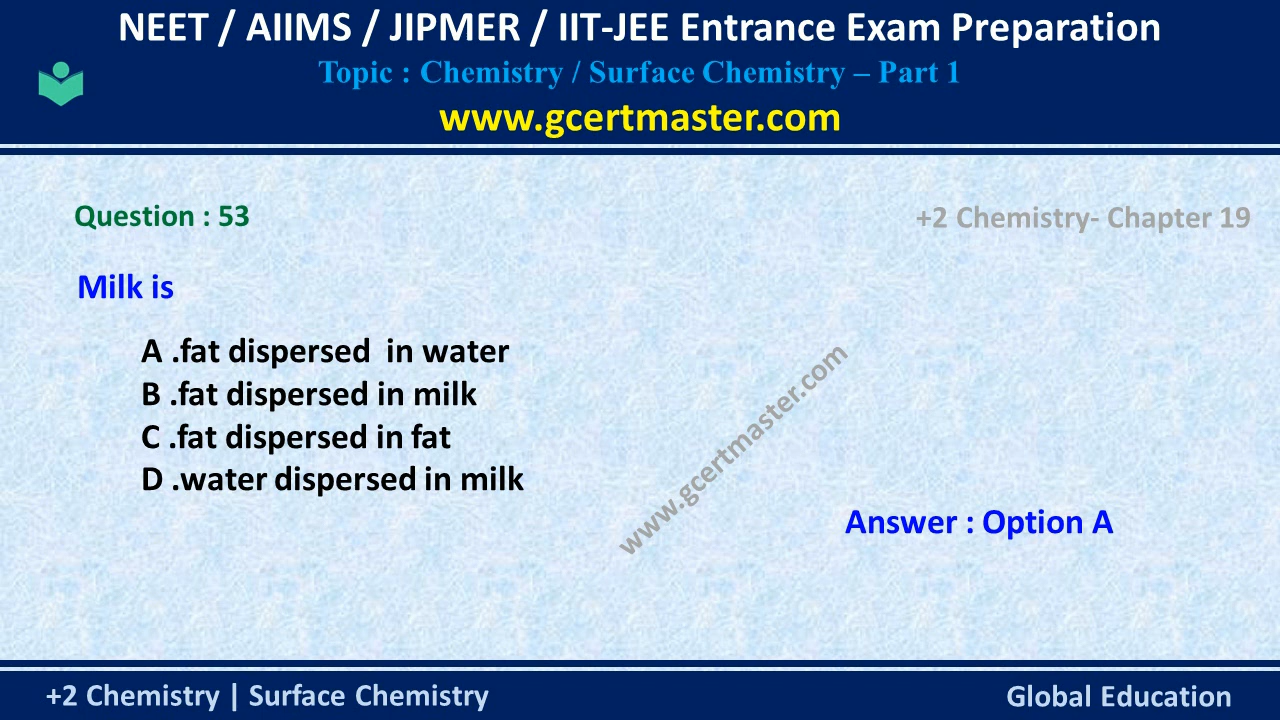 NEET / AIIMS / JIPMER / IIT-JEE Entrance Exam Preparation
Topic : Chemistry / Surface Chemistry – Part 1
www.gcertmaster.com
Question : 53
+2 Chemistry- Chapter 19
Milk is
A .fat dispersed  in water
B .fat dispersed in milk
C .fat dispersed in fat
D .water dispersed in milk
www.gcertmaster.com
Answer : Option A
+2 Chemistry | Surface Chemistry
Global Education